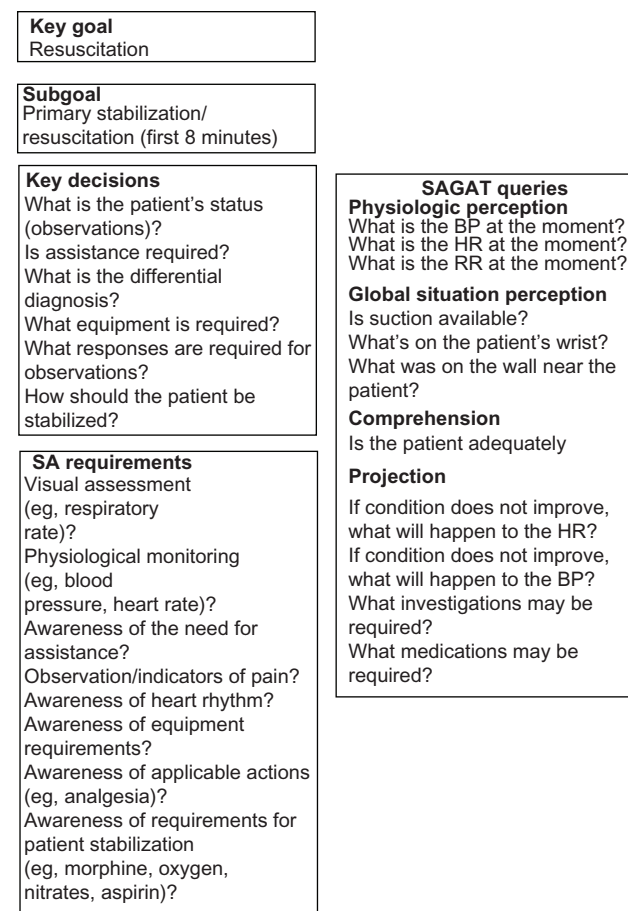 Key goal
Resuscitation
Subgoal
Primary stabilization/
resuscitation (first 8 minutes)
Key decisions
What is the patient's status
(observations)?
Is assistance required?
What is the differential
diagnosis?
What equipment is required?
What responses are required for
observations?
How should the patient be
stabilized?
SA requirements
Visual assessment
(eg, respiratory
rate)?
Physiological monitoring
(eg, blood
pressure, heart rate)?
Awareness of the need for
assistance?
Observation/indicators of pain?
Awareness of heart rhythm?
Awareness of equipment
requirements?
Awareness of applicable actions
(eg, analgesia)?
Awareness of requirements for
patient stabilization
(eg, morphine, oxygen,
nitrates, aspirin)?
SAGAT queries
Physiologic perception
What is the BP at the moment?
What is the HR at the moment?
What is the RR at the moment?
Global situation perception
Is suction available?
What's on the patient's wrist?
What was on the wall near the
patient?
Comprehension
Is the patient adequately
Projection
If condition does not improve,
what will happen to the HR?
If condition does not improve,
what will happen to the BP?
What investigations may be
required?
What medications may be
required?